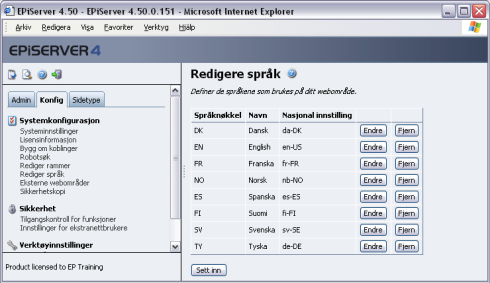 EPiServer 4.50 - EPiServer 4.50.0.151 - Microsoft Internet Explorer
Arkiv Redigera Visa Favoriter Verktyg Hjälp
EPiSERVER 4
Admin Konfig Sidetype
Systemkonfigurasjon
Systeminnstillinger
Lisensinformasjon
Bygg om koblinger
Robotsøk
Rediger rammer
Rediger språk
Eksterne webområder
Sikkerhetskopi
Sikkerhet
Tilgangskontroll for funksjoner
Innstillinger for ekstranettbrukere
Verktøyinnstillinger
Product licensed to EP Training
Redigere språk
Definer de språkene som brukes på ditt webområde.
Språknøkkel Navn Nasjonal innstilling
DK Dansk da-DK Endre Fjern
EN English en-US Endre Fjern
FR Franska fr-FR Endre Fjern
NO Norsk nb-NO Endre Fjern
ES Spanska es-ES Endre Fjern
FI Suomi fi-FI Endre Fjern
SV Svenska sv-SE Endre Fjern
TY Tyska de-DE Endre Fjern
Sett inn